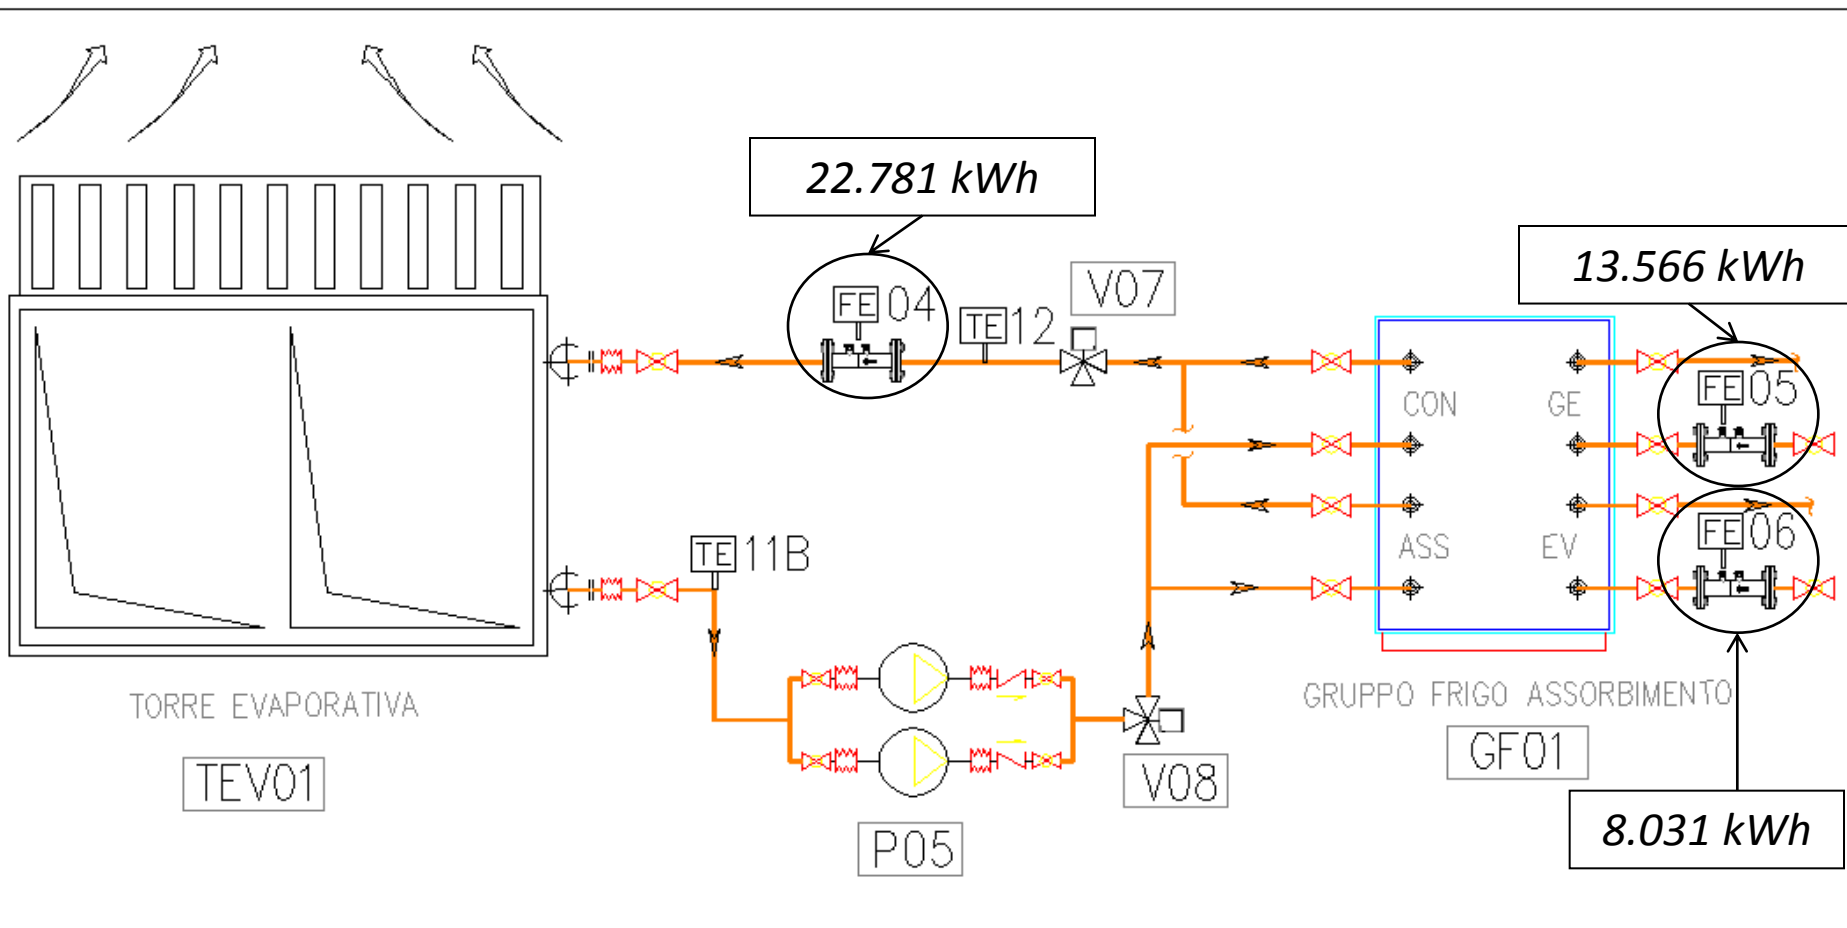 22.781 kWh
13.566 kWh
FE 04
TE 12
V07
FE 05
CON
GE
FE 06
ASS
EV
TE 11B
TORRE EVAPORATIVA
TEV01
P05
V08
GRUPPO FRIGO ASSORBIMENTO
GF01
8.031 kWh